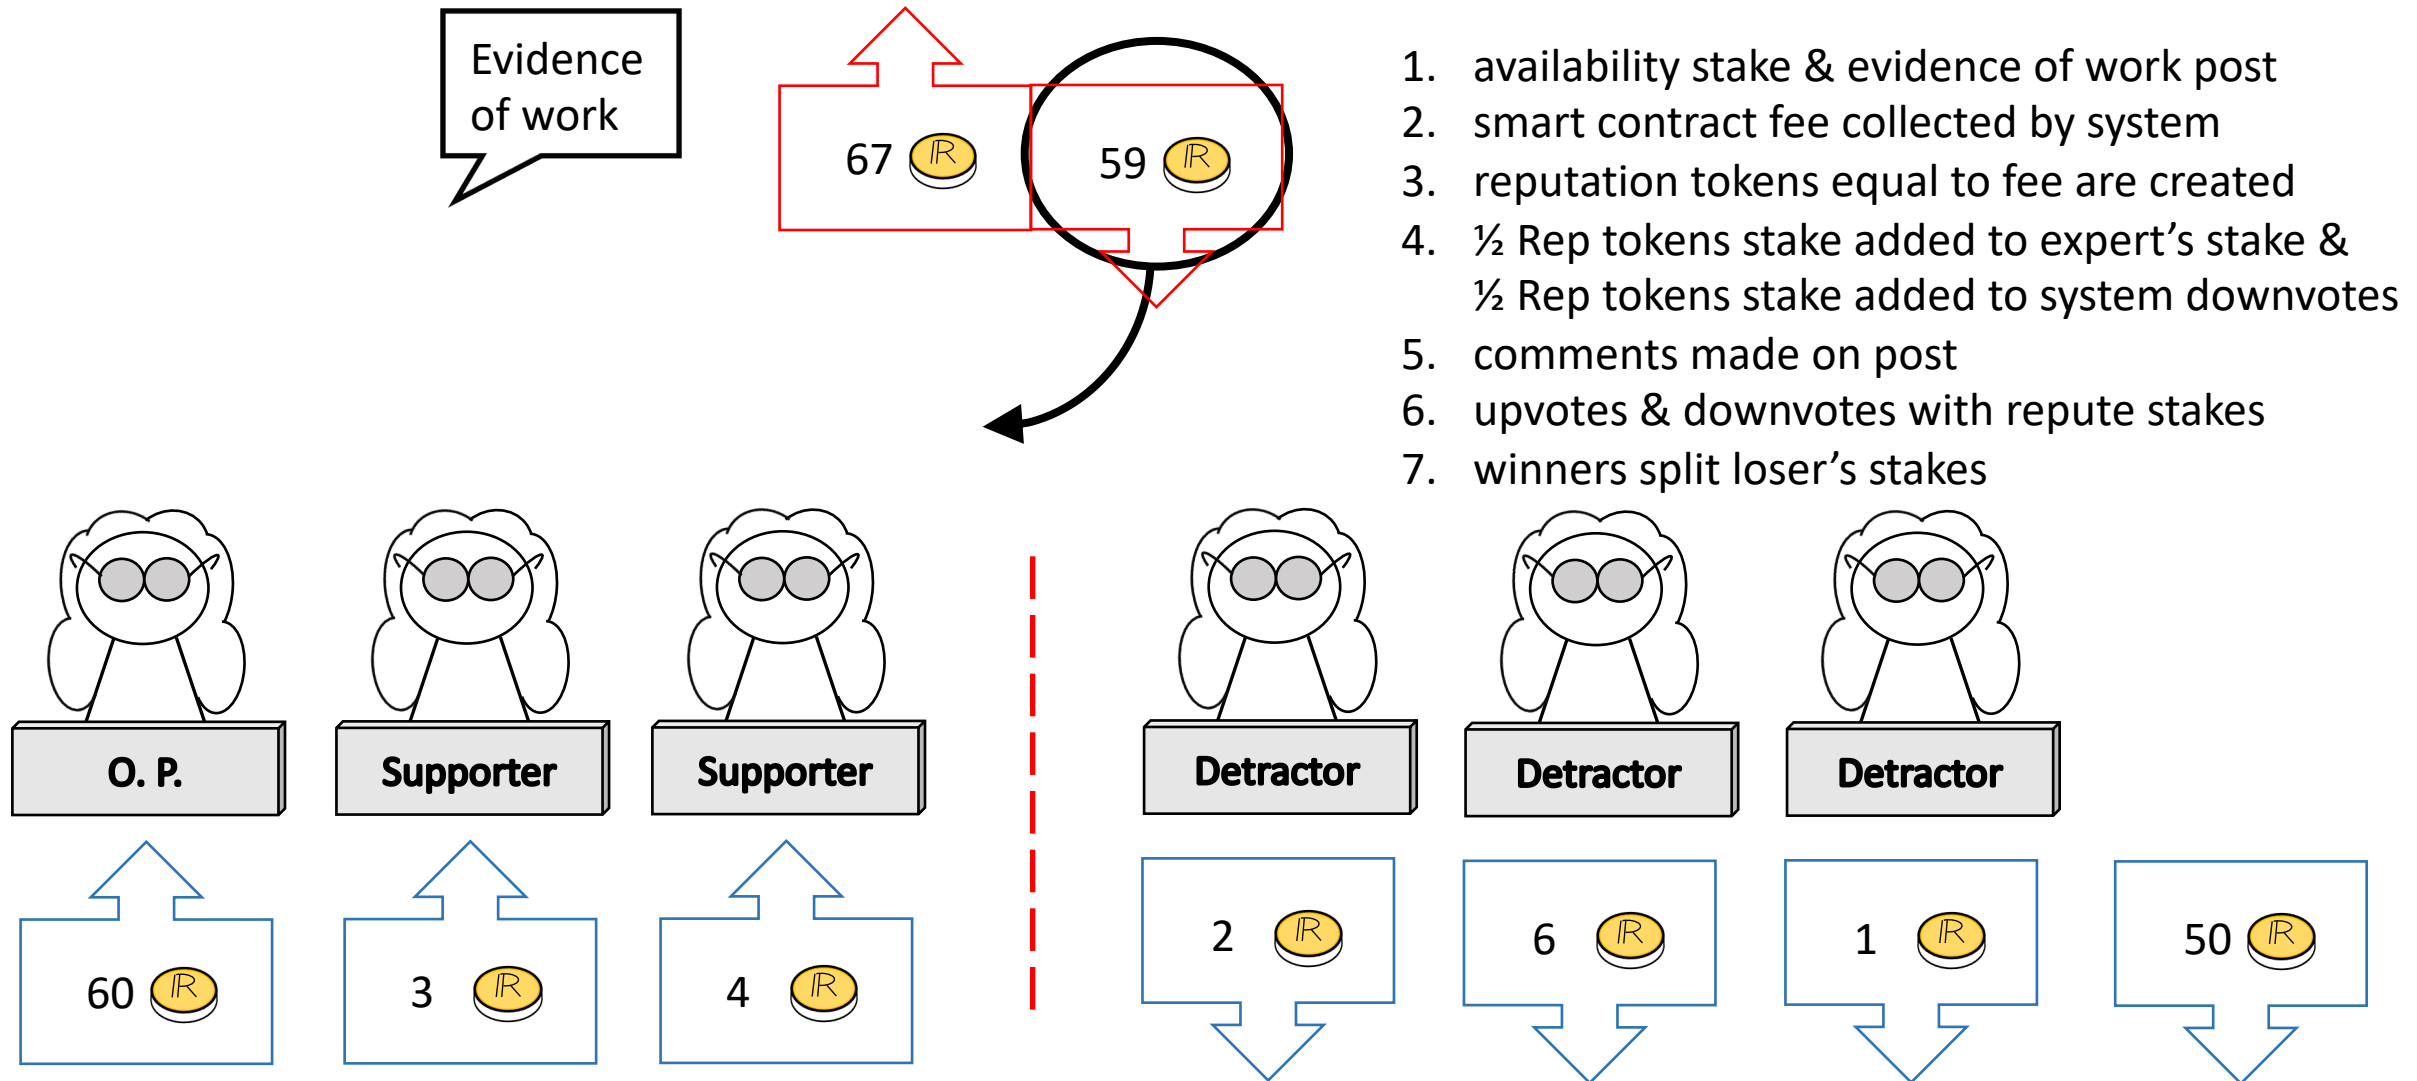 Evidence
of work
67
59
1. availability stake & evidence of work post
2. smart contract fee collected by system
3. reputation tokens equal to fee are created
4. ½ Rep tokens stake added to expert’s stake &
½ Rep tokens stake added to system downvotes
5. comments made on post
6. upvotes & downvotes with repute stakes
7. winners split loser’s stakes
O. P.
Supporter
Supporter
Detractor
Detractor
Detractor
60
3
4
2
6
1
50